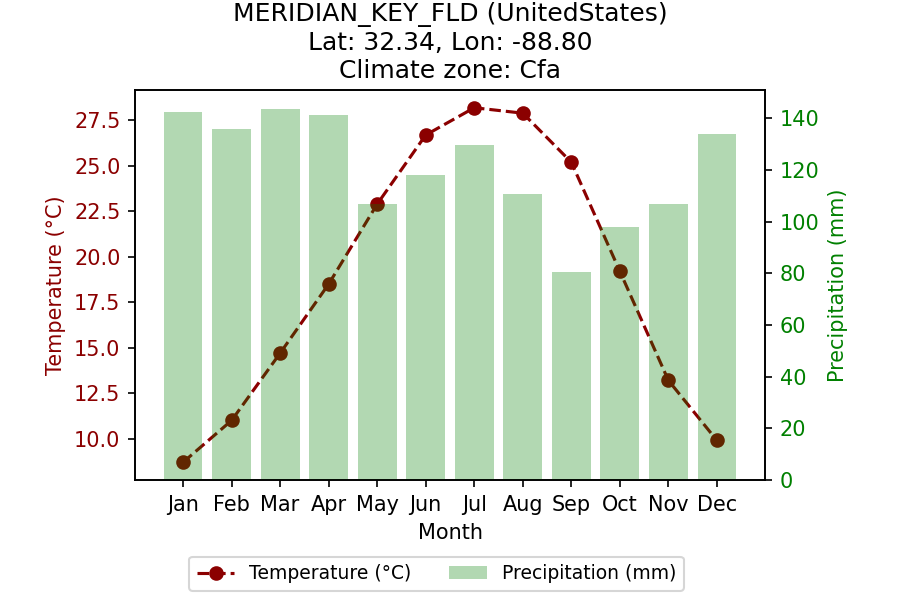 MERIDIAN_KEY_FLD (UnitedStates)
Lat: 32.34, Lon: -88.80
Climate zone: Cfa
Temperature (°C)
27.5
25.0
22.5
20.0
17.5
15.0
12.5
10.0
140
120
100
80
60
40
20
0
Precipitation (mm)
Jan Feb Mar Apr May Jun Jul Aug Sep Oct Nov Dec
Month
Temperature (°C) Precipitation (mm)